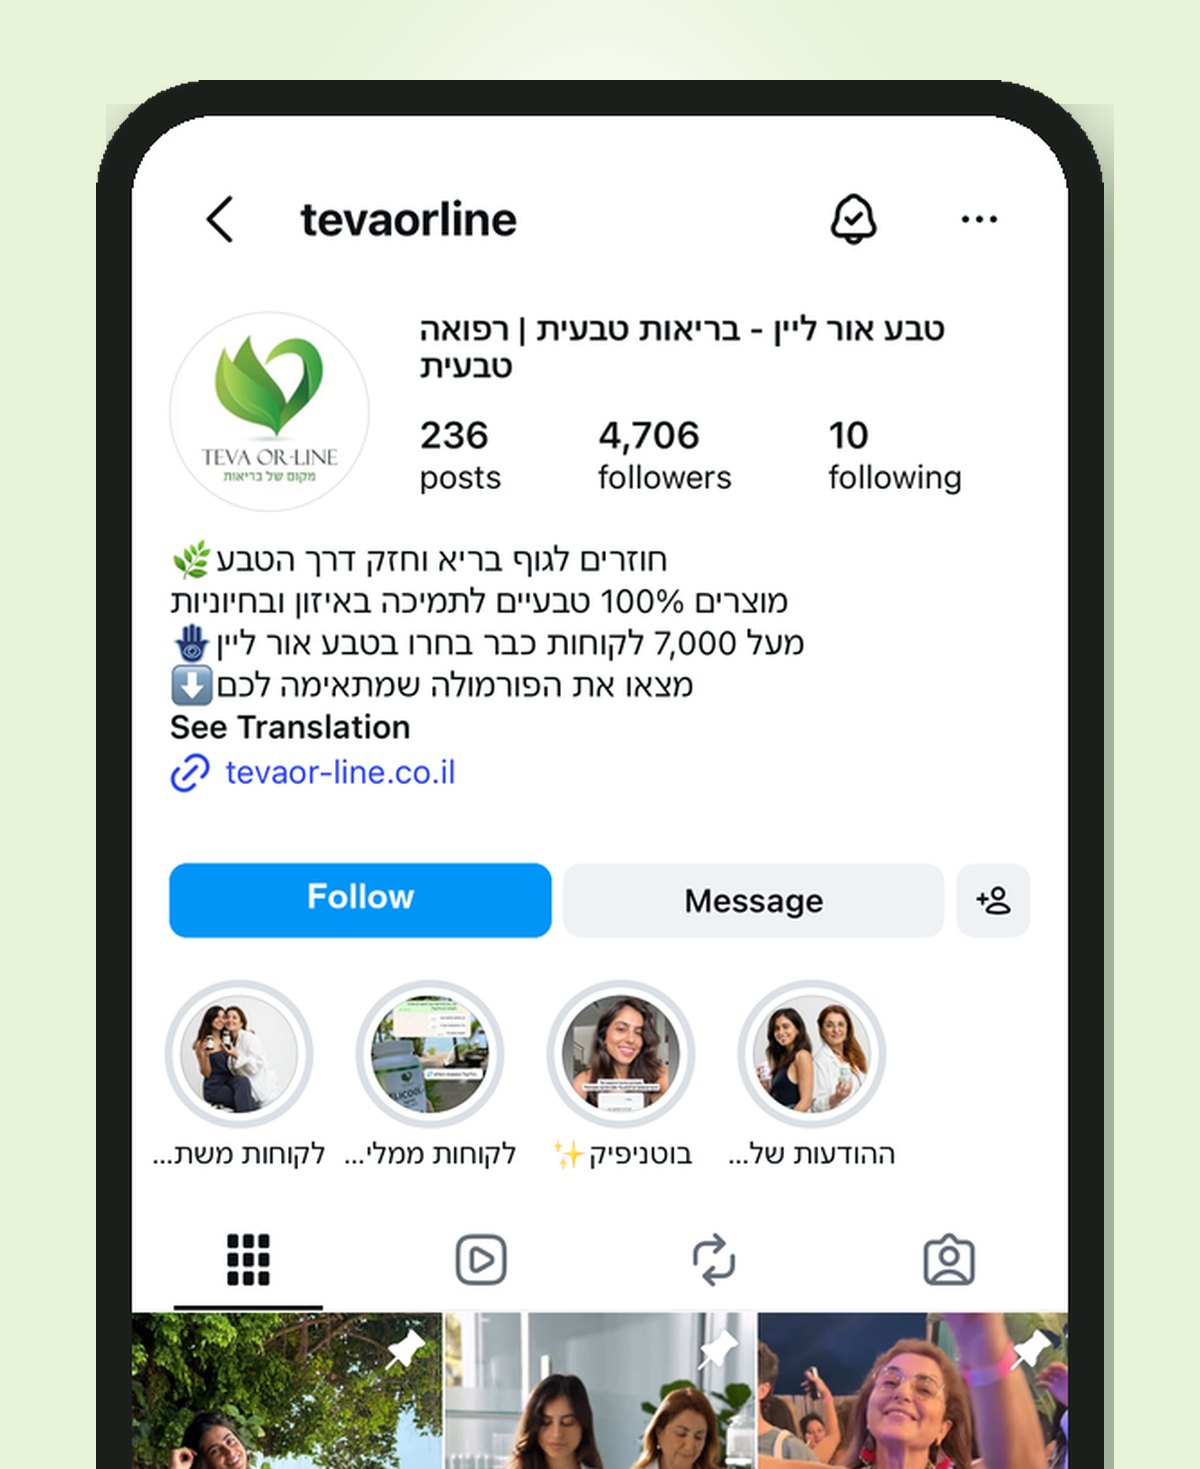 tevaorline
טבע אור ליין - בריאות טבעית | רפואה
טבעית
236 posts
4,706 followers
10 following
TEVA OR-LINE
מקום של בריאות
חוזרים לגוף בריא וחזק דרך הטבע🌿
מוצרים 100% טבעיים לתמיכה באיזון ובחיוניות
מעל 7,000 לקוחות כבר בחרו בטבע אור ליין🪬
מצאו את הפורמולה שמתאימה לכם⬇️
See Translation
tevaor-line.co.il
Follow
Message
לקוחות משת...
לקוחות ממלי...
בוטניפיק✨
ההודעות של...